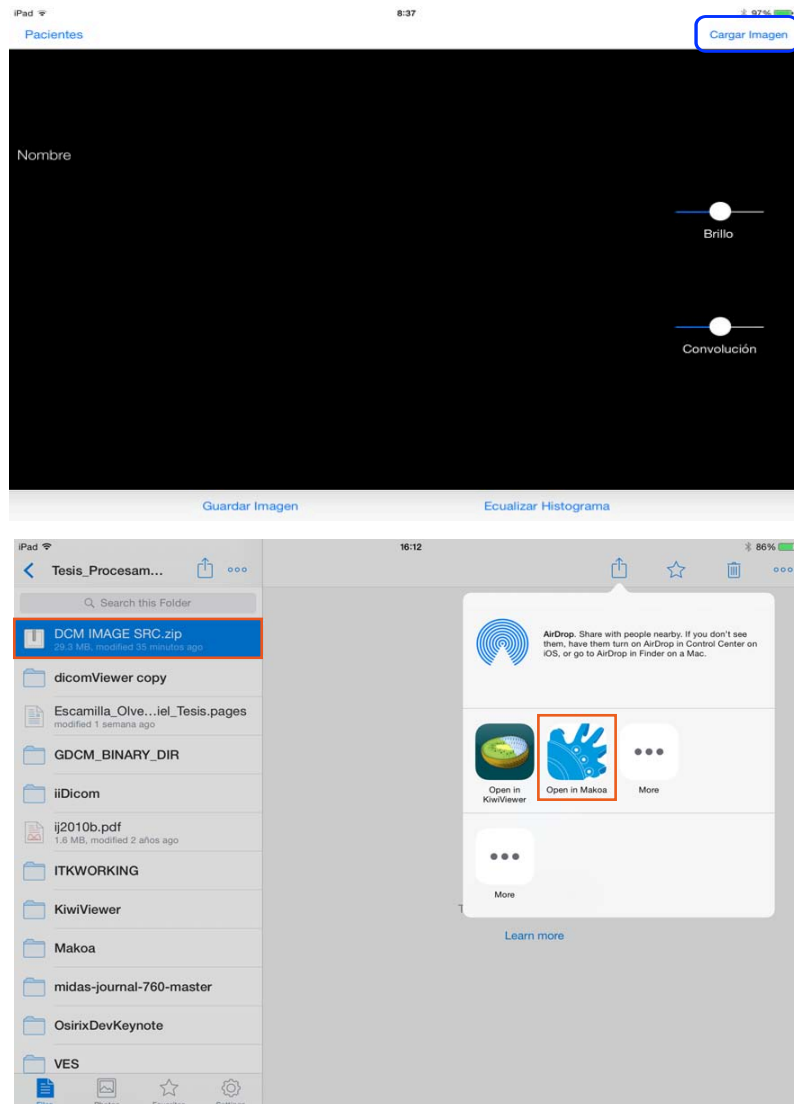 iPad 8:37 97%
Pacientes Cargar Imagen
Nombre
Brillo
Convolución
Guardar Imagen Ecualizar Histograma
iPad 16:12 86%
Tesis_Procesam...
Search this Folder
DCM IMAGE SRC.zip
29.3 MB, modified 35 minutos ago
dicomViewer copy
Escamilla_Olve...iel_Tesis.pages
modified 1 semana ago
GDCM_BINARY_DIR
iiDicom
ij2010b.pdf
1.6 MB, modified 2 años ago
ITKWORKING
KiwiViewer
Makoa
midas-journal-760-master
OsirixDevKeynote
VES
AirDrop. Share with people nearby. If you don't see
them, have them turn on AirDrop in Control Center on
iOS, or go to AirDrop in Finder on a Mac.
Open in
KiwiViewer
Open in Makoa
More
More
T
Learn more